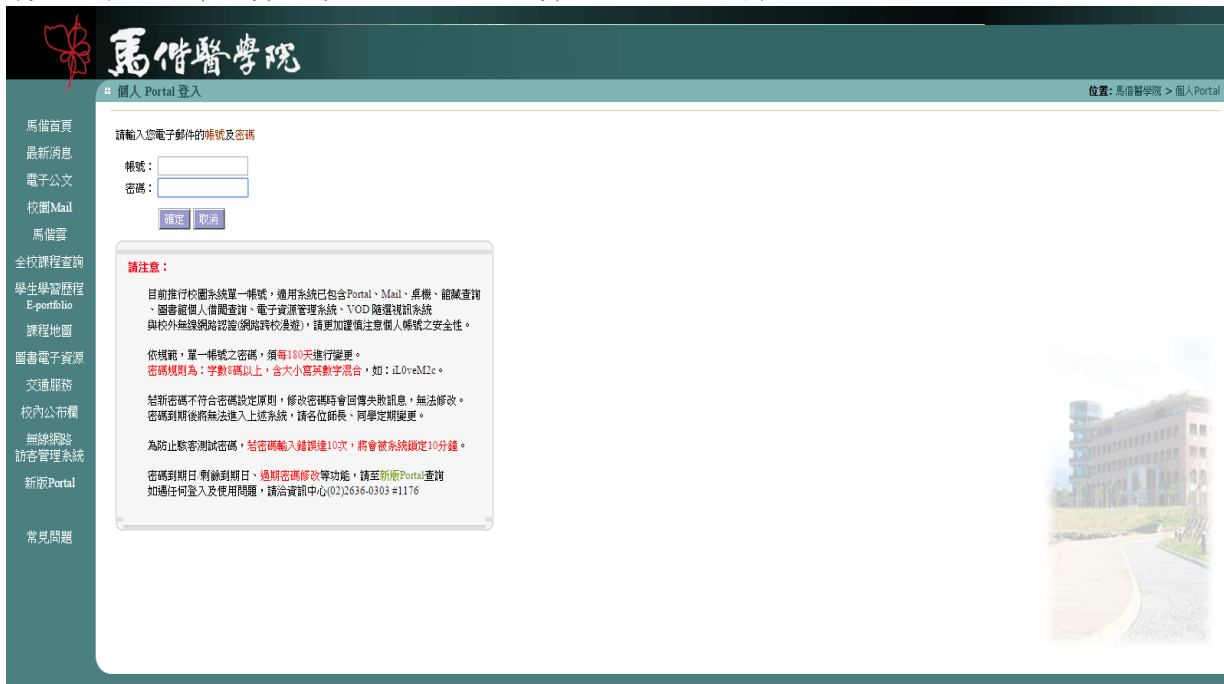 馬偕醫學院
個人 Portal 登入
位置: 馬偕醫學院 > 個人Portal
馬偕首頁
最新消息
電子公文
校園Mail
馬偕雲
全校課程查詢
學生學習歷程
E-portfolio
課程地圖
圖書電子資源
交通服務
校內公布欄
無線網路
訪客管理系統
新版Portal
常見問題
請輸入您電子郵件的帳號及密碼
帳號：
密碼：
確定 取消
請注意：
目前推行校園系統單一帳號，適用系統已包含Portal、Mail、桌機、館藏查詢
、圖書館個人借閱查詢、電子資源管理系統、VOD 隨選視訊系統
與校外無線網路認證(網路跨校漫遊)，請更加謹慎注意個人帳號之安全性。
依規範，單一帳號之密碼，須每180天進行變更。
密碼規則為：字數8碼以上，含大小寫英數字混合，如：iL0veM2c。
若新密碼不符合密碼設定原則，修改密碼時會回傳失敗訊息，無法修改。
密碼到期後將無法進入上述系統，請各位師長、同學定期變更。
為防止駭客測試密碼，若密碼輸入錯誤達10次，將會被系統鎖定10分鐘。
密碼到期日/剩餘到期日、過期密碼修改等功能，請至新版Portal查詢
如遇任何登入及使用問題，請洽資訊中心(02)2636-0303 #1176